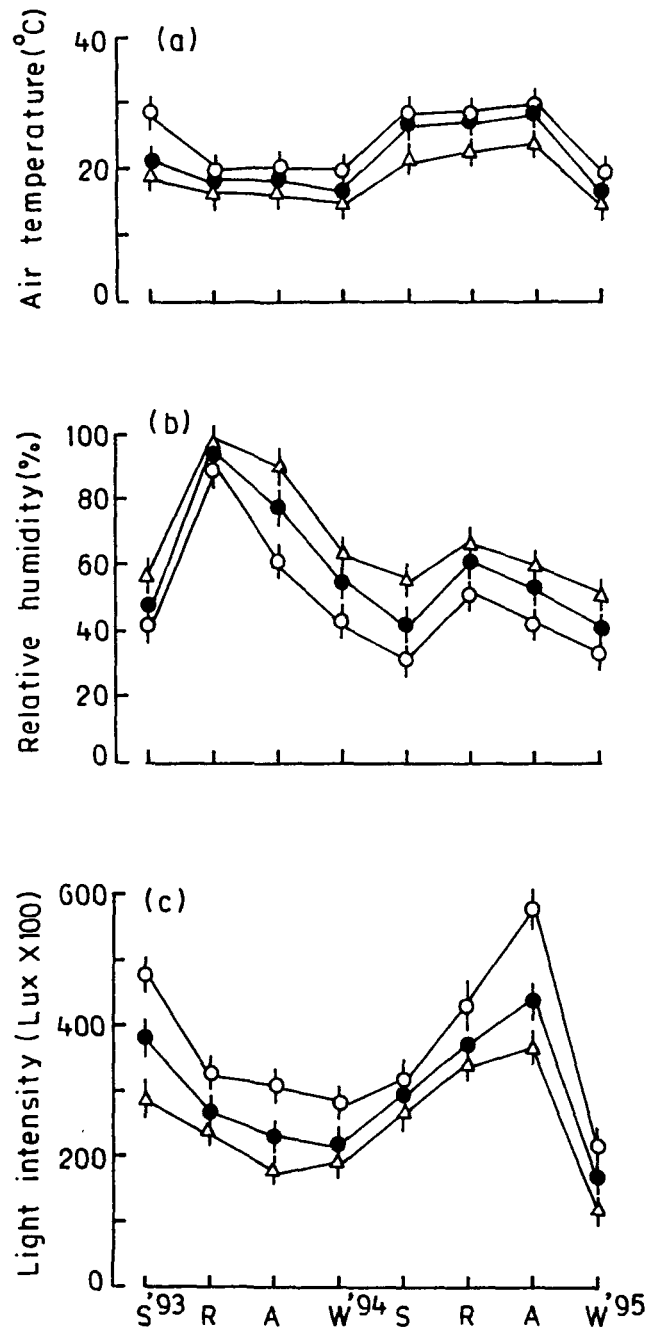 (a)
Air temperature (°C)
40
20
0
(b)
Relative humidity (%)
100
80
60
40
20
0
(c)
Light intensity (Lux X100)
600
400
200
0
S'93 R A W'94 S R A W'95